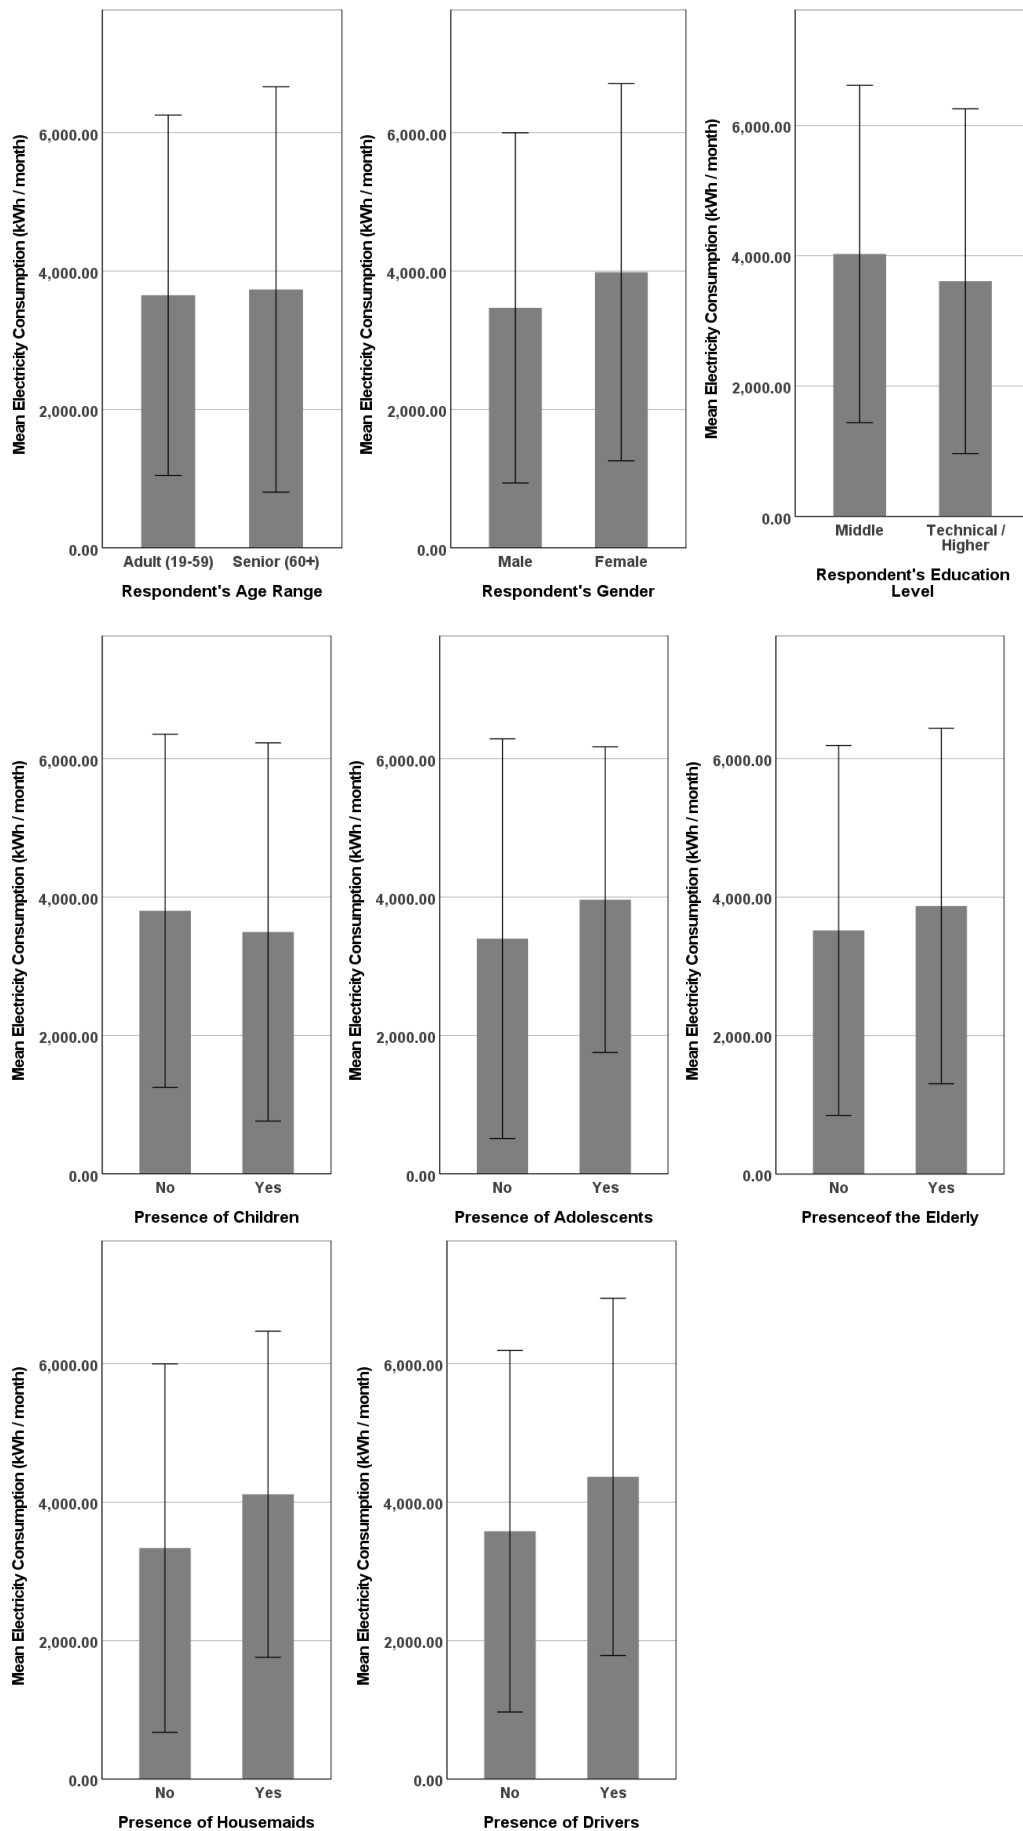 Mean Electricity Consumption (kWh / month)
6,000.00
4,000.00
2,000.00
0.00
Adult (19-59)
Senior (60+)
Respondent's Age Range
Mean Electricity Consumption (kWh / month)
6,000.00
4,000.00
2,000.00
0.00
Male
Female
Respondent's Gender
Mean Electricity Consumption (kWh / month)
6,000.00
4,000.00
2,000.00
0.00
Middle
Technical /
Higher
Respondent's Education
Level
Mean Electricity Consumption (kWh / month)
6,000.00
4,000.00
2,000.00
0.00
No
Yes
Presence of Children
Mean Electricity Consumption (kWh / month)
6,000.00
4,000.00
2,000.00
0.00
No
Yes
Presence of Adolescents
Mean Electricity Consumption (kWh / month)
6,000.00
4,000.00
2,000.00
0.00
No
Yes
Presenceof the Elderly
Mean Electricity Consumption (kWh / month)
6,000.00
4,000.00
2,000.00
0.00
No
Yes
Presence of Housemaids
Mean Electricity Consumption (kWh / month)
6,000.00
4,000.00
2,000.00
0.00
No
Yes
Presence of Drivers